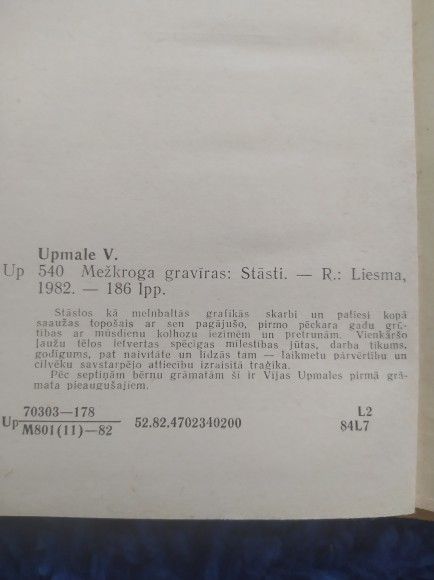 Upmale V.
Up 540 Mežkroga gravīras: Stāsti. — R.: Liesma,
1982. — 186 lpp.
Stāstos kā melnbaltās grafikās skarbi un patiesi kopā
saaužas topošais ar sen pagājušo, pirmo pēckara gadu grū-
tības ar mūsdienu kolhozu iezīmēm un pretrunām. Vienkāršo
ļaužu tēlos ietvertas spēcīgas mīlestības jūtas, darba tikums,
godīgums, pat naivitāte un līdzās tam — laikmetu pārvērtību un
cilvēku savstarpējo attiecību izraisītā traģika.
Pēc septiņām bērnu grāmatām šī ir Vijas Upmales pirmā grā-
mata pieaugušajiem.
70303—178 L2
Up 52.82.4702340200
M801(11)—82 84L7